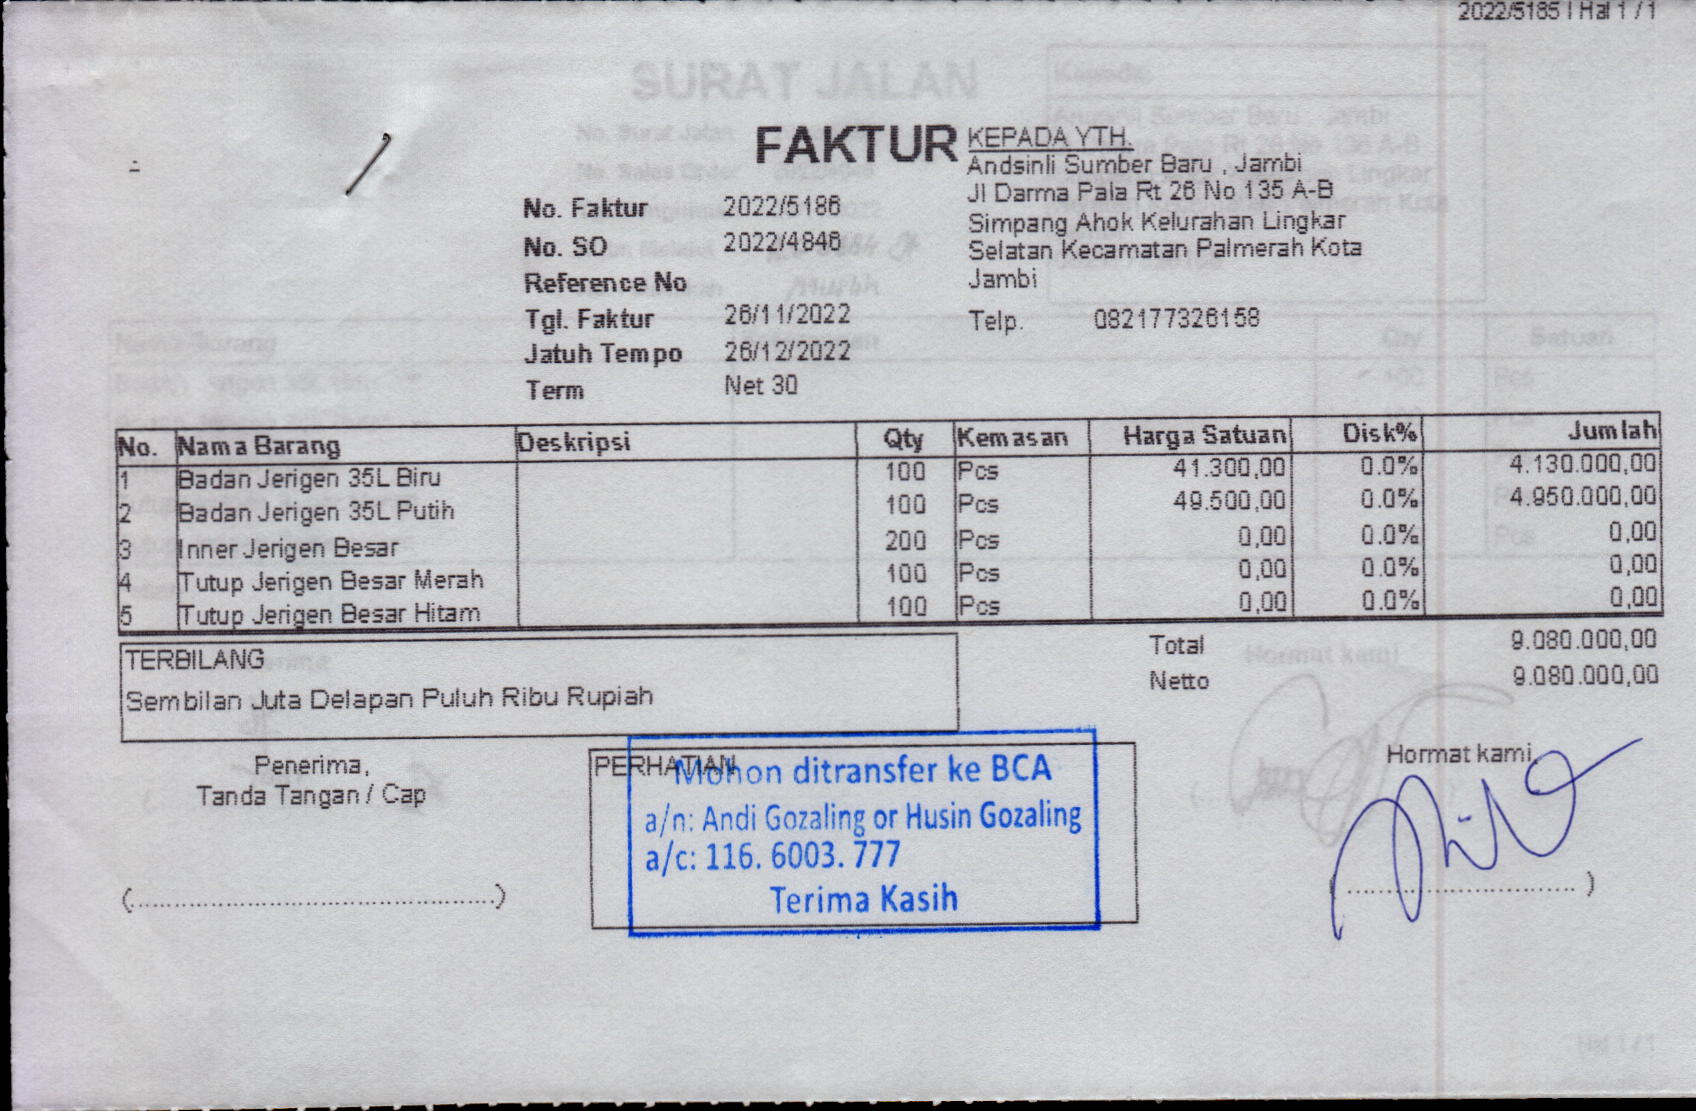 2022/5185 | Hal 1 / 1
FAKTUR
KEPADA YTH.
Andsinli Sumber Baru , Jambi
Jl Darma Pala Rt 26 No 135 A-B
Simpang Ahok Kelurahan Lingkar
Selatan Kecamatan Palmerah Kota
Jambi
Telp. 082177326158
No. Faktur 2022/5186
No. SO 2022/4846
Reference No
Tgl. Faktur 26/11/2022
Jatuh Tempo 26/12/2022
Term Net 30
No. Nama Barang Deskripsi Qty Kemasan Harga Satuan Disk% Jumlah
1 Badan Jerigen 35L Biru 100 Pcs 41.300,00 0.0% 4.130.000,00
2 Badan Jerigen 35L Putih 100 Pcs 49.500,00 0.0% 4.950.000,00
3 Inner Jerigen Besar 200 Pcs 0,00 0.0% 0,00
4 Tutup Jerigen Besar Merah 100 Pcs 0,00 0.0% 0,00
5 Tutup Jerigen Besar Hitam 100 Pcs 0,00 0.0% 0,00
Total 9.080.000,00
Netto 9.080.000,00
TERBILANG
Sembilan Juta Delapan Puluh Ribu Rupiah
Penerima,
Tanda Tangan / Cap
(................................................)
PERHATIAN
Mohon ditransfer ke BCA
a/n: Andi Gozaling or Husin Gozaling
a/c: 116. 6003. 777
Terima Kasih
Hormat kami,
( .............................. )
SURAT JALAN